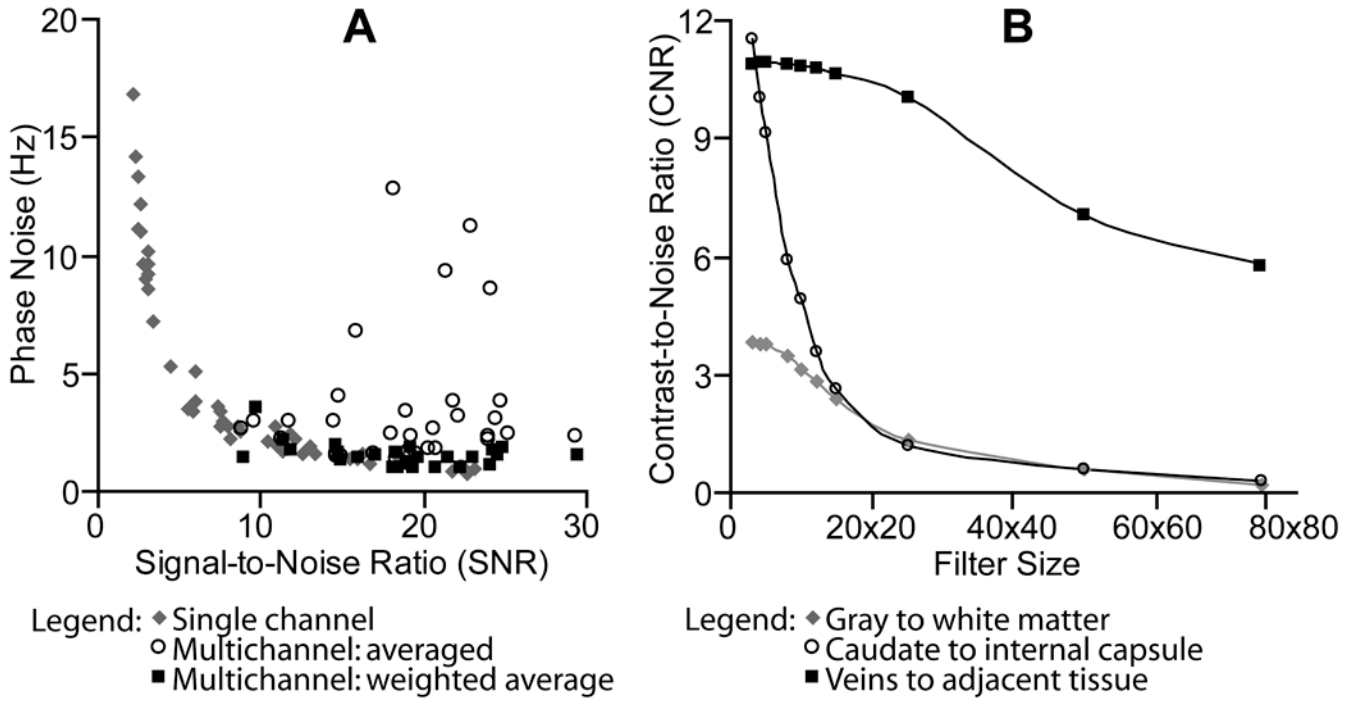 A
20
15
10
5
0
Phase Noise (Hz)
0 10 20 30
Signal-to-Noise Ratio (SNR)
Legend: Single channel
Multichannel: averaged
Multichannel: weighted average
B
12
9
6
3
0
Contrast-to-Noise Ratio (CNR)
0 20x20 40x40 60x60 80x80
Filter Size
Legend: Gray to white matter
Caudate to internal capsule
Veins to adjacent tissue